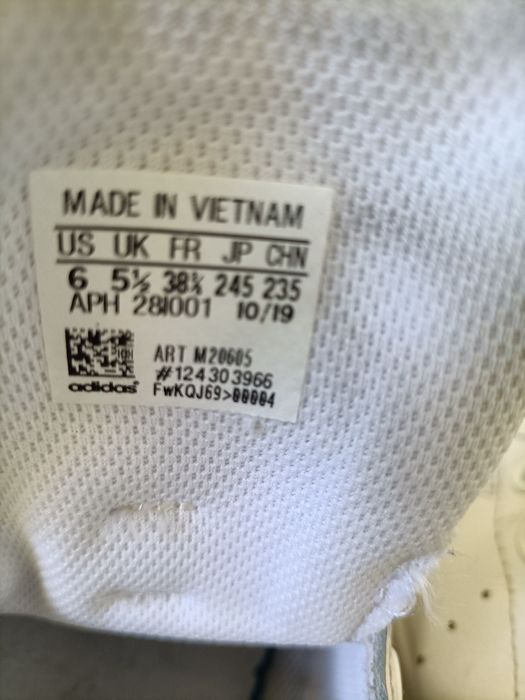 MADE IN VIETNAM
US UK FR JP CHN
6 5½ 38⅔ 245 235
APH 281001 10/19
ART M20605
#124303966
adidas FwKQJ69>00004